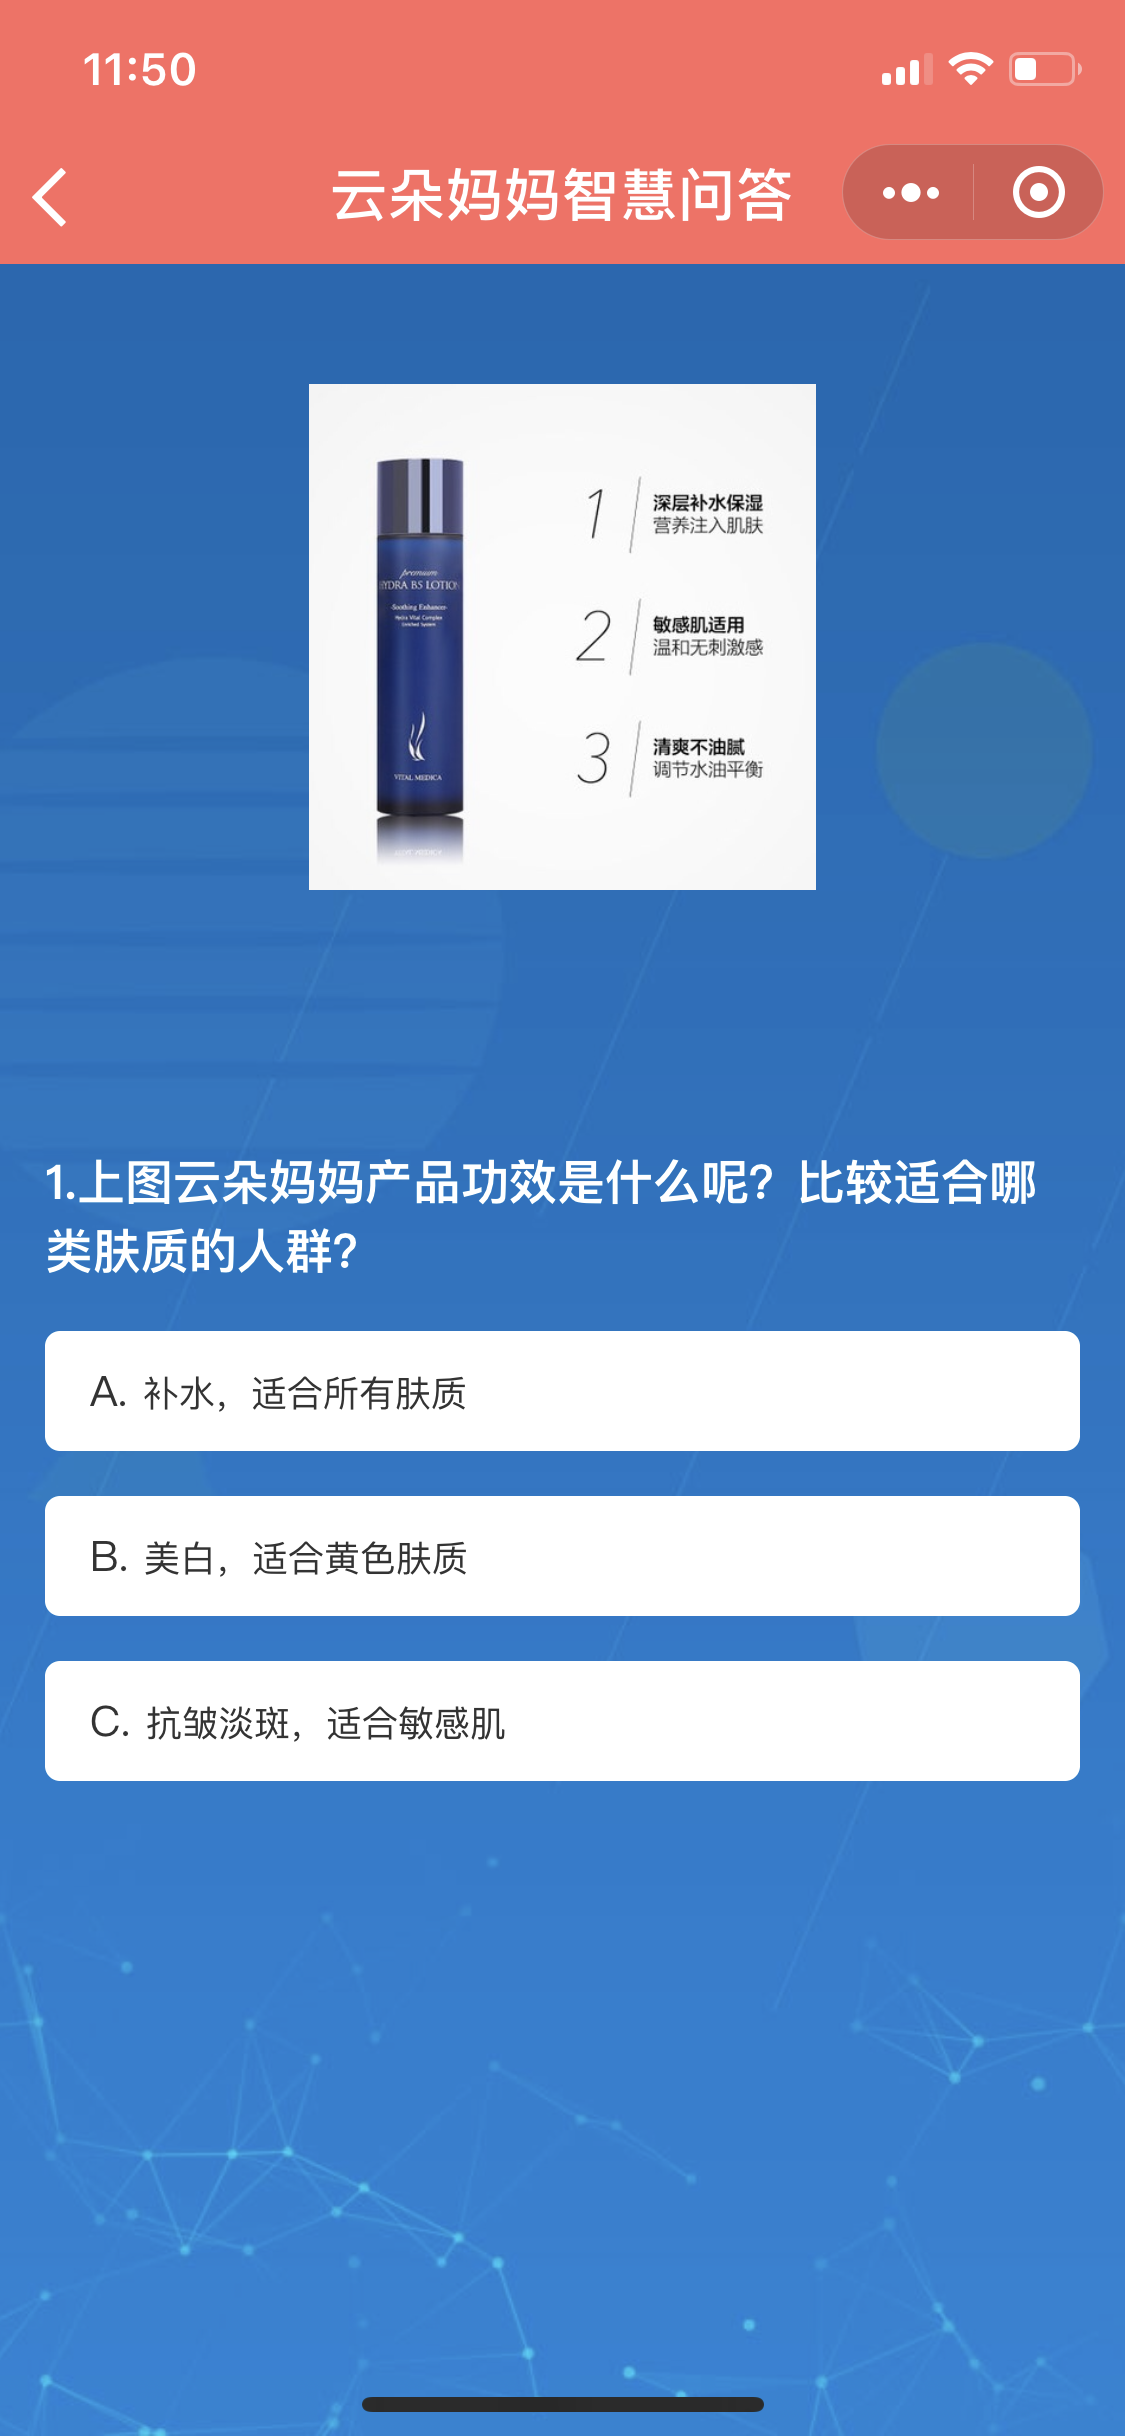 11:50
云朵妈妈智慧问答
premium
HYDRA B5 LOTION
-Soothing Enhancer-
Hydra Vital Complex
Enriched System
VITAL MEDICA
1
深层补水保湿
营养注入肌肤
2
敏感肌适用
温和无刺激感
3
清爽不油腻
调节水油平衡
1.上图云朵妈妈产品功效是什么呢？比较适合哪
类肤质的人群?
A. 补水，适合所有肤质
B. 美白，适合黄色肤质
C. 抗皱淡斑，适合敏感肌